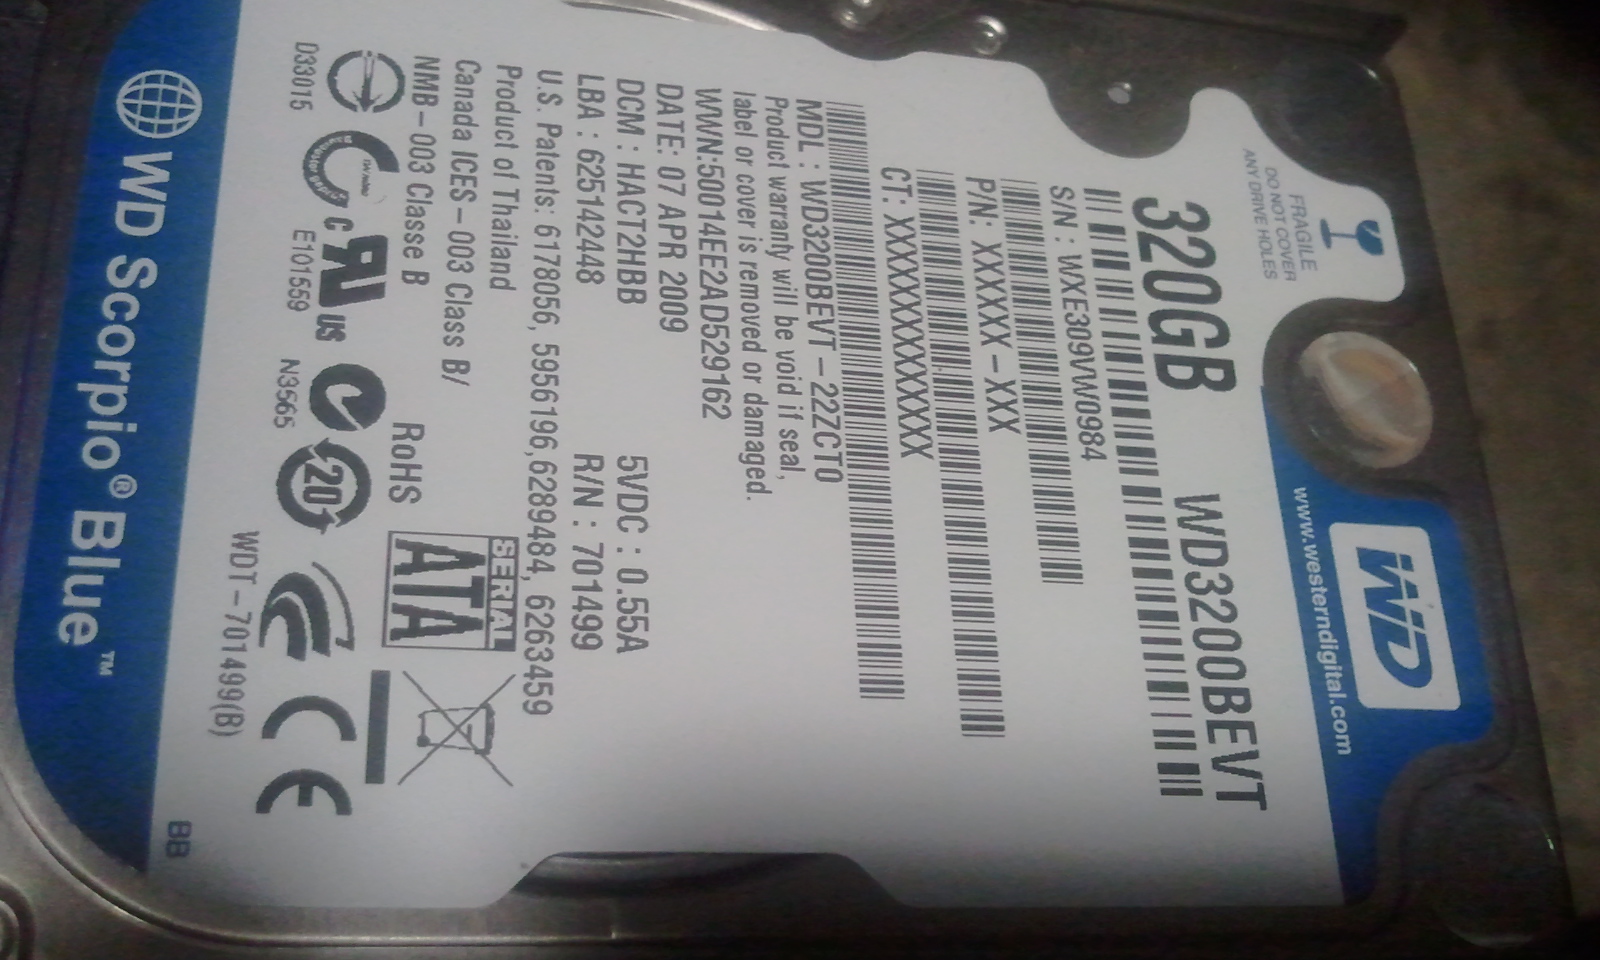 FRAGILE
DO NOT COVER
ANY DRIVE HOLES
WD
www.westerndigital.com
320GB WD3200BEVT
S/N : WXE309VW0984
P/N: XXXXXX-XXX
CT: XXXXXXXXXXXXXX
MDL : WD3200BEVT-22ZCT0
Product warranty will be void if seal,
label or cover is removed or damaged.
WWN:50014EE2AD529162
DATE: 07 APR 2009
DCM : HACT2HBB 5VDC : 0.55A
LBA : 625142448 R/N : 701499
U.S. Patents: 6178056, 5956196,6289484, 6263459
Product of Thailand
Canada ICES-003 Class B/
NMB-003 Classe B
RoHS
SERIAL
ATA
C UR US
20
CE
D33015 E101559 N3565
WDT-701499(B)
WD Scorpio® Blue™
BB